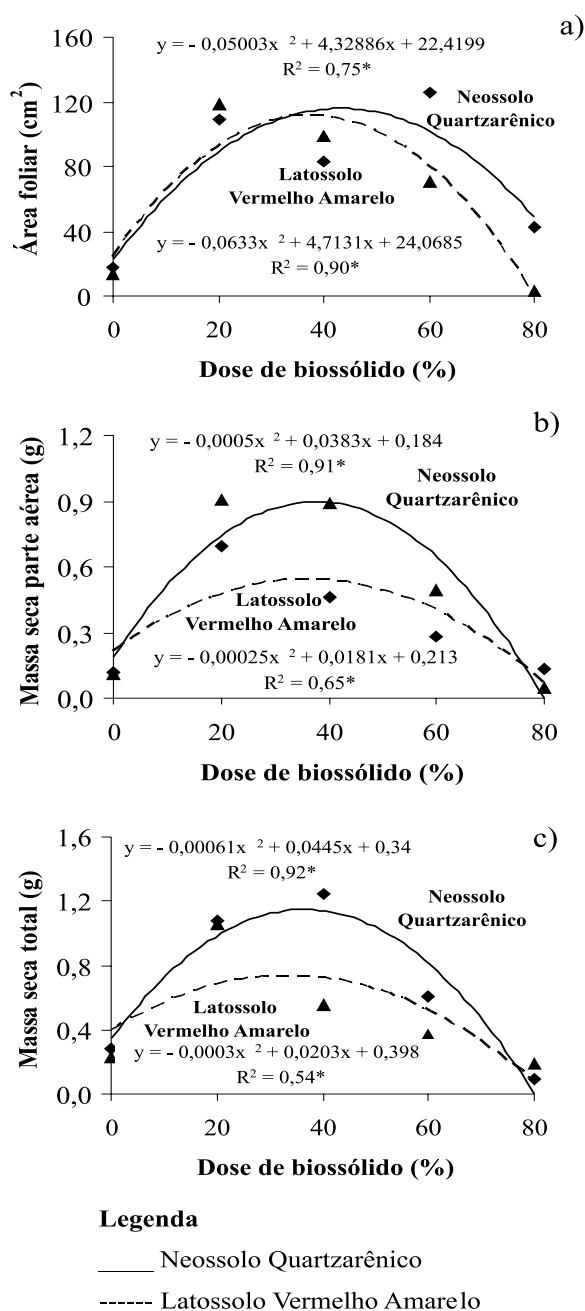 a)
160
y = - 0,05003x ² + 4,32886x + 22,4199
R² = 0,75*
120
Neossolo
Quartzarênico
80
Latossolo
Vermelho Amarelo
Área foliar (cm²)
40
y = -0,0633x ² + 4,7131x + 24,0685
R² = 0,90*
0
0 20 40 60 80
Dose de biossólido (%)
b)
1,2
y = - 0,0005x ² + 0,0383x + 0,184
R² = 0,91*
Neossolo
Quartzarênico
0,9
0,6
Massa seca parte aérea (g)
Latossolo
Vermelho Amarelo
0,3
y = -0,00025x ² + 0,0181x + 0,213
R² = 0,65*
0,0
0 20 40 60 80
Dose de biossólido (%)
c)
1,6
y = - 0,00061x ² + 0,0445x + 0,34
R² = 0,92*
Neossolo
Quartzarênico
1,2
0,8
Massa seca total (g)
Latossolo
Vermelho Amarelo
0,4
y = -0,0003x ² + 0,0203x + 0,398
R² = 0,54*
0,0
0 20 40 60 80
Dose de biossólido (%)
Legenda
Neossolo Quartzarênico
Latossolo Vermelho Amarelo